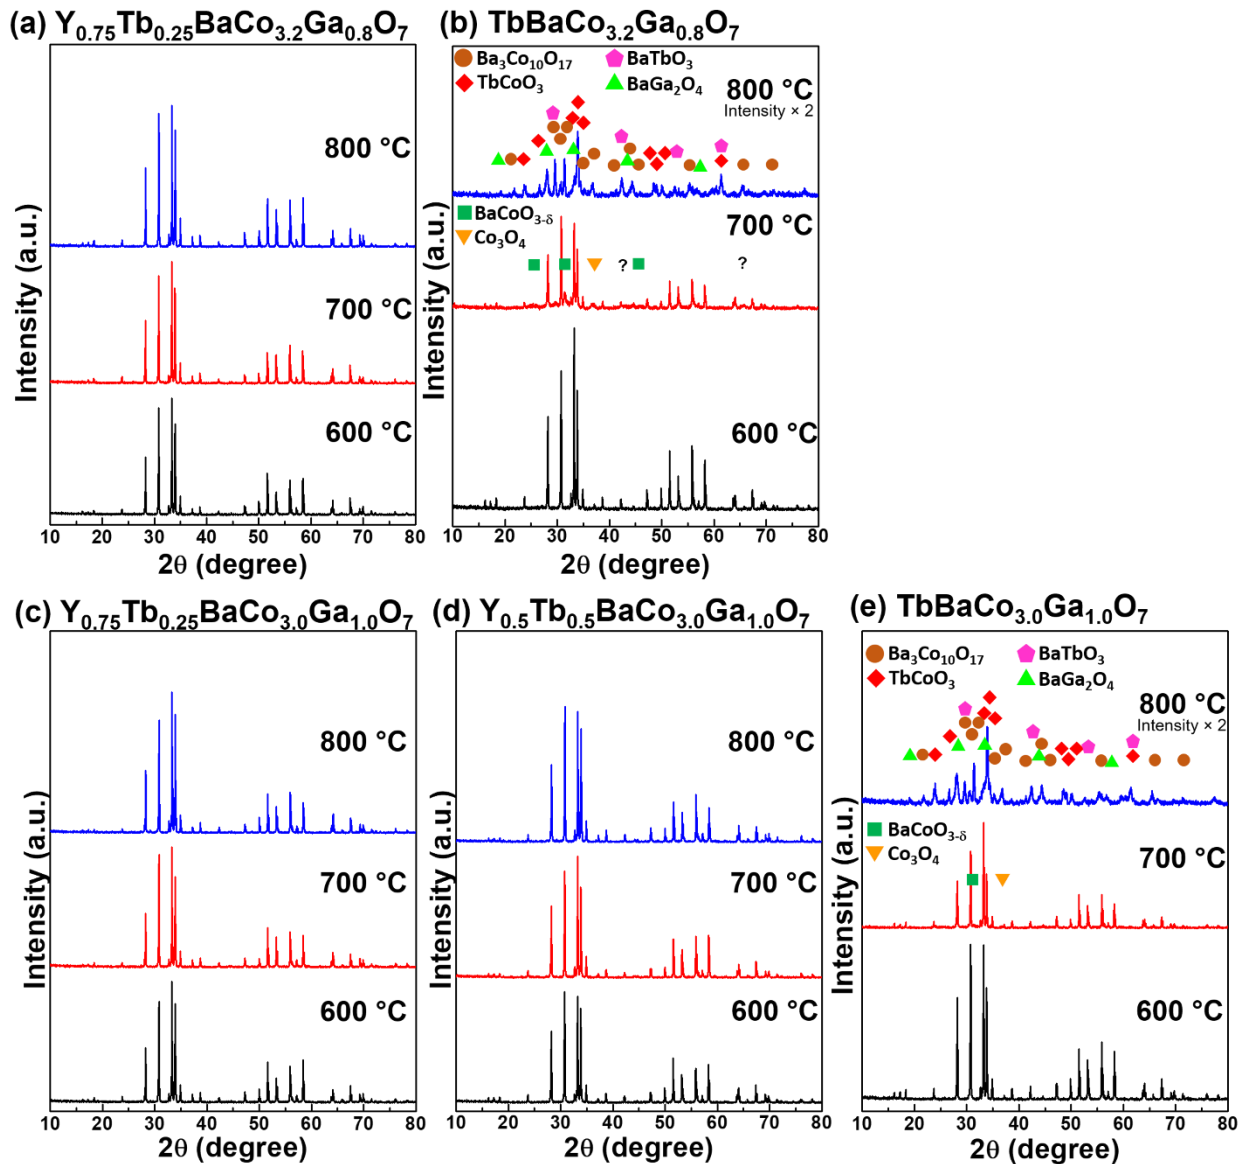 (a) Y0.75Tb0.25BaCo3.2Ga0.8O7
800 °C
700 °C
600 °C
Intensity (a.u.)
10 20 30 40 50 60 70 80
2θ (degree)
(b) TbBaCo3.2Ga0.8O7
Ba3Co10O17
BaTbO3
TbCoO3
BaGa2O4
800 °C
Intensity × 2
BaCoO3-δ
Co3O4
700 °C
? ?
600 °C
Intensity (a.u.)
10 20 30 40 50 60 70 80
2θ (degree)
(c) Y0.75Tb0.25BaCo3.0Ga1.0O7
800 °C
700 °C
600 °C
Intensity (a.u.)
10 20 30 40 50 60 70 80
2θ (degree)
(d) Y0.5Tb0.5BaCo3.0Ga1.0O7
800 °C
700 °C
600 °C
Intensity (a.u.)
10 20 30 40 50 60 70 80
2θ (degree)
(e) TbBaCo3.0Ga1.0O7
Ba3Co10O17
BaTbO3
TbCoO3
BaGa2O4
800 °C
Intensity × 2
BaCoO3-δ
Co3O4
700 °C
600 °C
Intensity (a.u.)
10 20 30 40 50 60 70 80
2θ (degree)